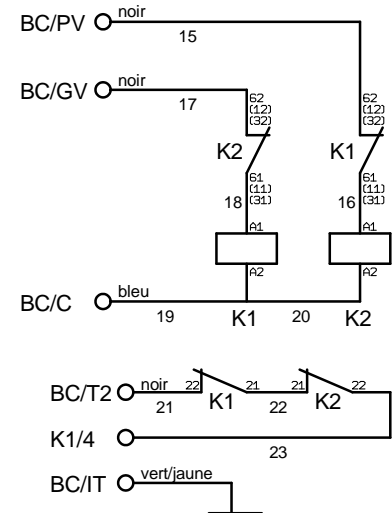 BC/PV noir
15
BC/GV noir
17
62 62
(12) (12)
(32) (32)
K2 K1
61 61
(11) (11)
18 (31) 16 (31)
A1 A1
A2 A2
BC/C bleu
19 K1 20 K2
BC/T2 noir 22 21 21 22
21 K1 22 K2
K1/4
23
BC/IT vert/jaune